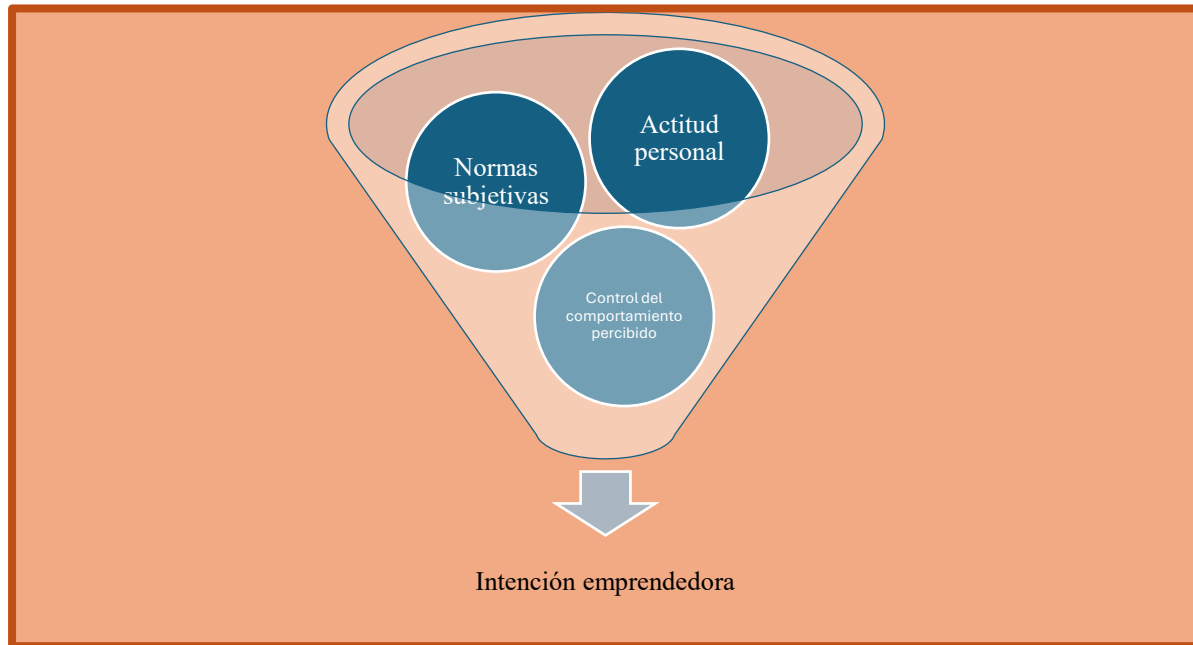 Actitud
personal
Normas
subjetivas
Control del
comportamiento
percibido
Intención emprendedora